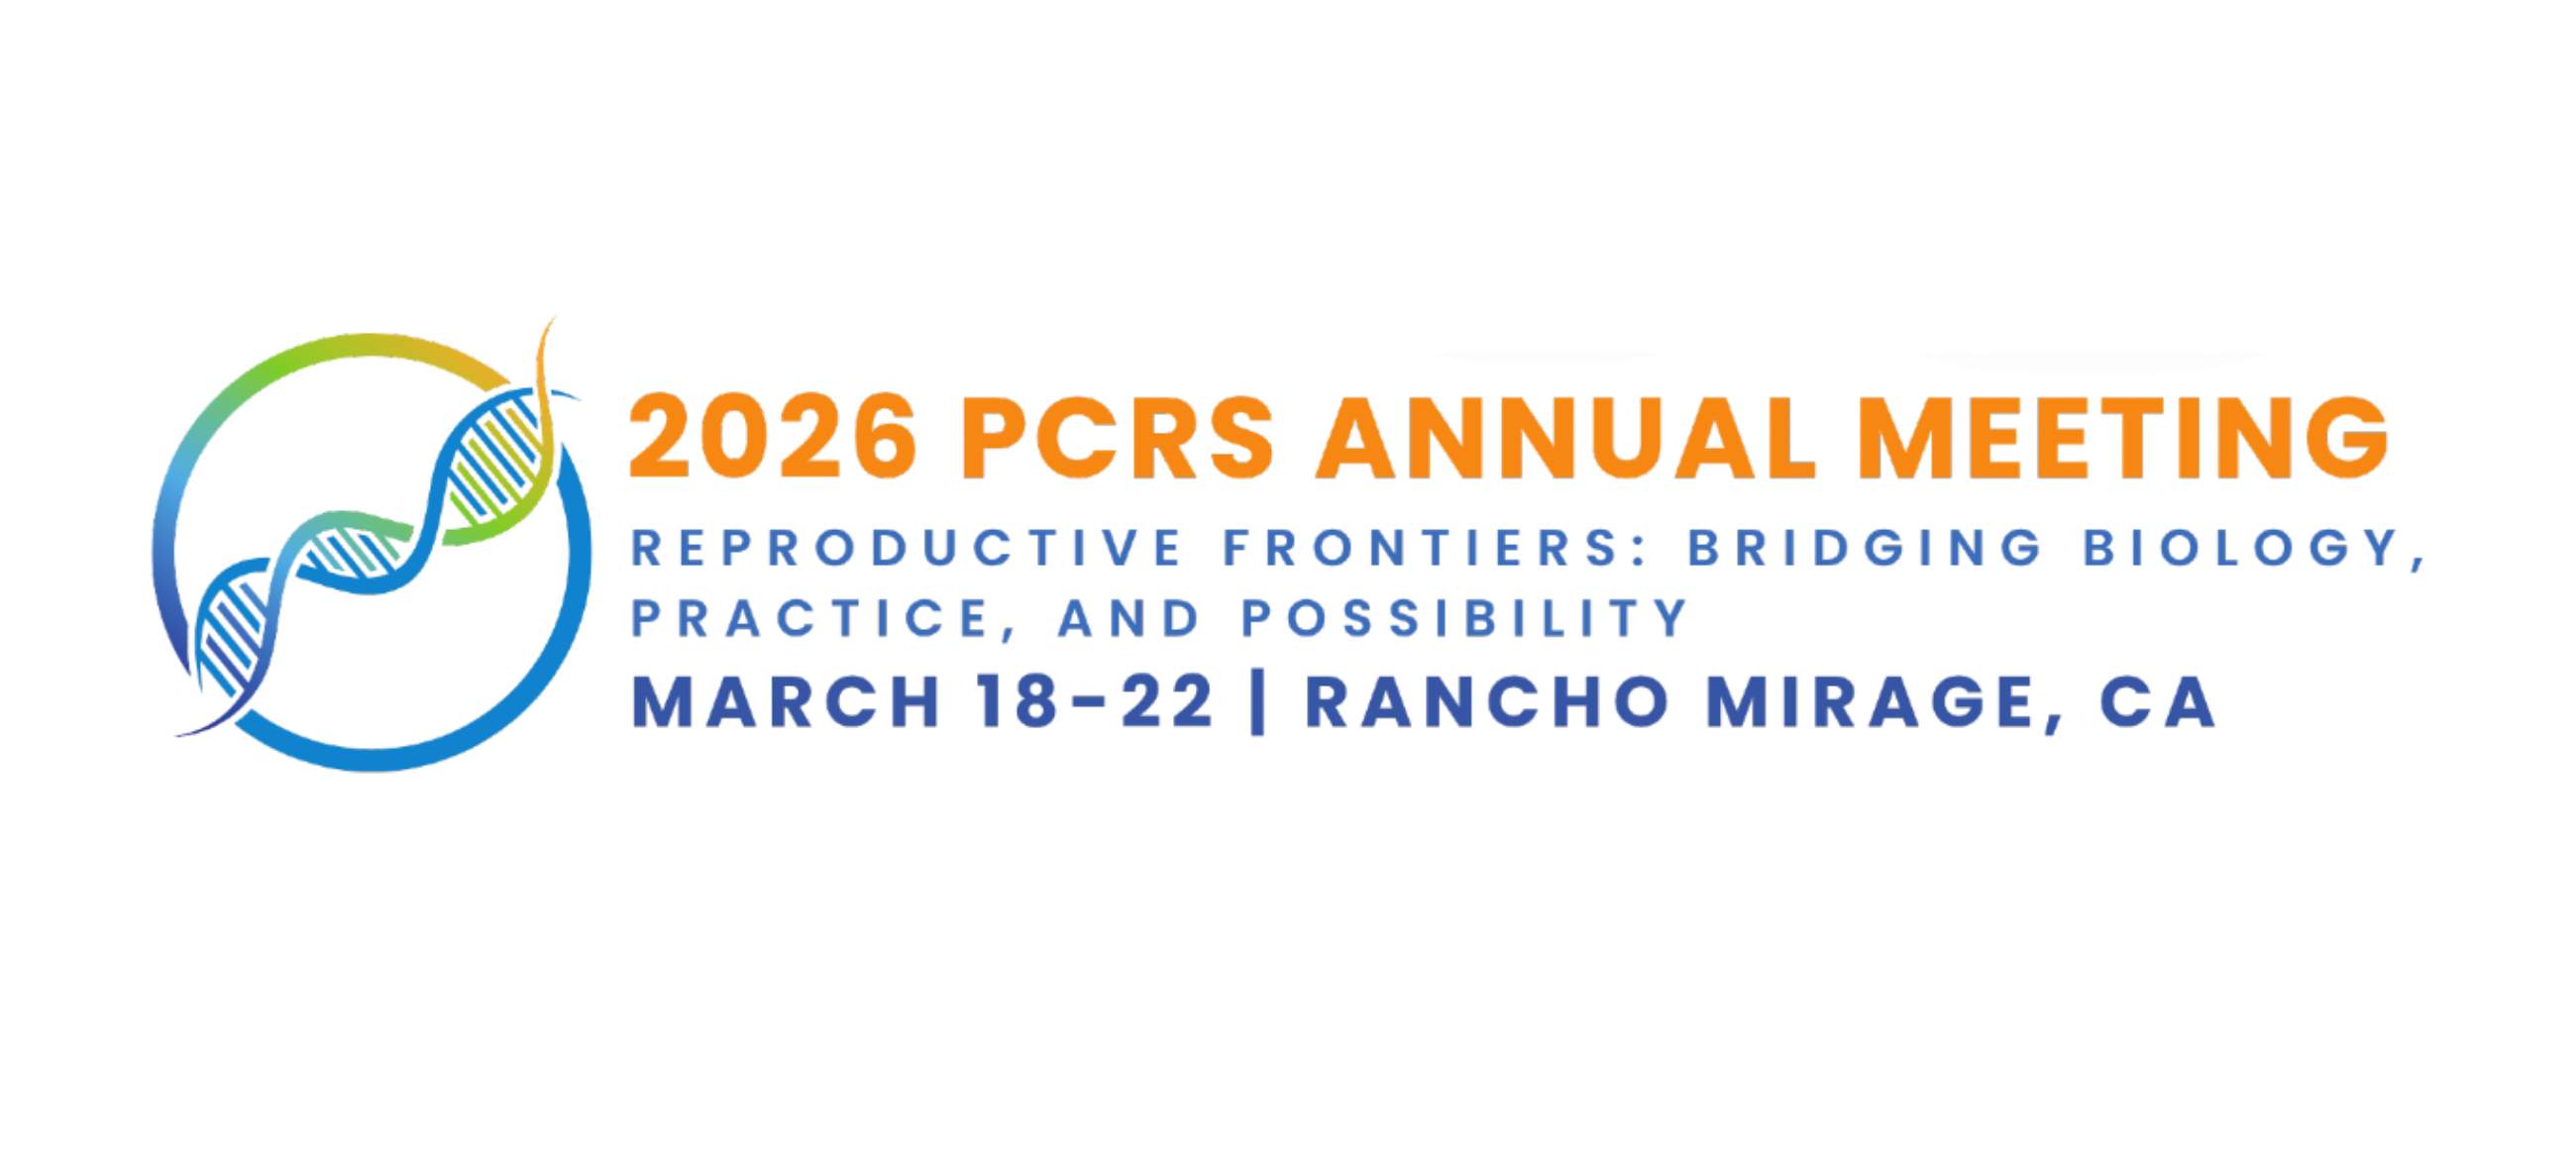 2026 PCRS ANNUAL MEETING
REPRODUCTIVE FRONTIERS: BRIDGING BIOLOGY,
PRACTICE, AND POSSIBILITY
MARCH 18-22 | RANCHO MIRAGE, CA